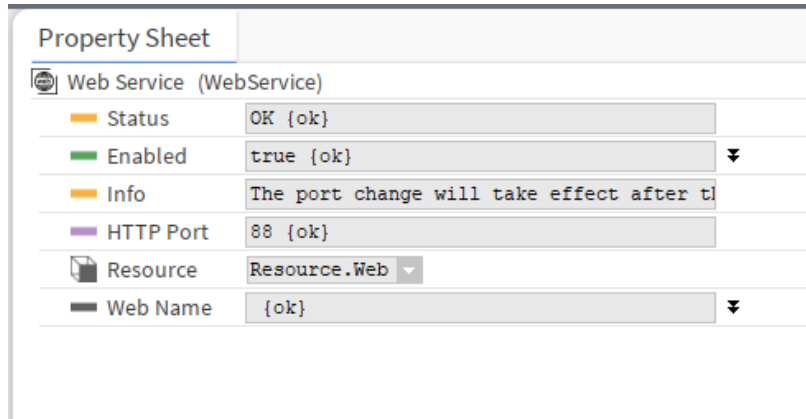 Property Sheet
Web Service (WebService)
Status OK {ok}
Enabled true {ok}
Info The port change will take effect after
HTTP Port 88 {ok}
Resource Resource.Web
Web Name {ok}